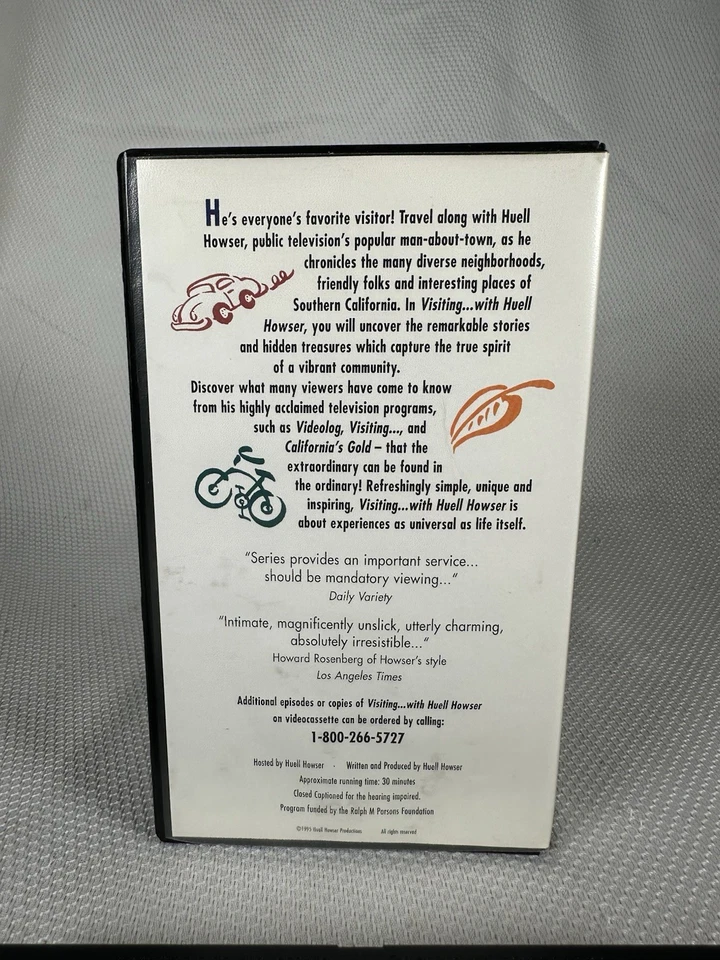 He's everyone's favorite visitor! Travel along with Huell
Howser, public television's popular man-about-town, as he
chronicles the many diverse neighborhoods,
friendly folks and interesting places of
Southern California. In Visiting...with Huell
Howser, you will uncover the remarkable stories
and hidden treasures which capture the true spirit
of a vibrant community.
Discover what many viewers have come to know
from his highly acclaimed television programs,
such as Videolog, Visiting..., and
California's Gold – that the
extraordinary can be found in
the ordinary! Refreshingly simple, unique and
inspiring, Visiting...with Huell Howser is
about experiences as universal as life itself.
"Series provides an important service...
should be mandatory viewing..."
Daily Variety
"Intimate, magnificently unslick, utterly charming,
absolutely irresistible..."
Howard Rosenberg of Howser's style
Los Angeles Times
Additional episodes or copies of Visiting...with Huell Howser
on videocassette can be ordered by calling:
1-800-266-5727
Hosted by Huell Howser · Written and Produced by Huell Howser
Approximate running time: 30 minutes
Closed Captioned for the hearing impaired.
Program funded by the Ralph M Parsons Foundation
©1995 Huell Howser Productions All rights reserved